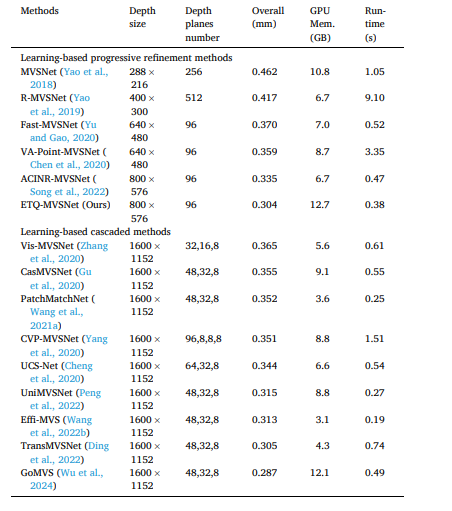 Methods Depth Depth Overall GPU Run-
size planes (mm) Mem. time
number (GB) (s)
Learning-based progressive refinement methods
MVSNet (Yao et al., 288 × 256 0.462 10.8 1.05
2018) 216
R-MVSNet (Yao 400 × 512 0.417 6.7 9.10
et al., 2019) 300
Fast-MVSNet (Yu 640 × 96 0.370 7.0 0.52
and Gao, 2020) 480
VA-Point-MVSNet ( 640 × 96 0.359 8.7 3.35
Chen et al., 2020) 480
ACINR-MVSNet ( 800 × 96 0.335 6.7 0.47
Song et al., 2022) 576
ETQ-MVSNet (Ours) 800 × 96 0.304 12.7 0.38
576
Learning-based cascaded methods
Vis-MVSNet (Zhang 1600 × 32,16,8 0.365 5.6 0.61
et al., 2020) 1152
CasMVSNet (Gu 1600 × 48,32,8 0.355 9.1 0.55
et al., 2020) 1152
PatchMatchNet ( 1600 × 48,32,8 0.352 3.6 0.25
Wang et al., 1152
2021a)
CVP-MVSNet (Yang 1600 × 96,8,8,8 0.351 8.8 1.51
et al., 2020) 1152
UCS-Net (Cheng 1600 × 64,32,8 0.344 6.6 0.54
et al., 2020) 1152
UniMVSNet (Peng 1600 × 48,32,8 0.315 8.8 0.27
et al., 2022) 1152
Effi-MVS (Wang 1600 × 48,32,8 0.313 3.1 0.19
et al., 2022b) 1152
TransMVSNet (Ding 1600 × 48,32,8 0.305 4.3 0.74
et al., 2022) 1152
GoMVS (Wu et al., 1600 × 48,32,8 0.287 12.1 0.49
2024) 1152